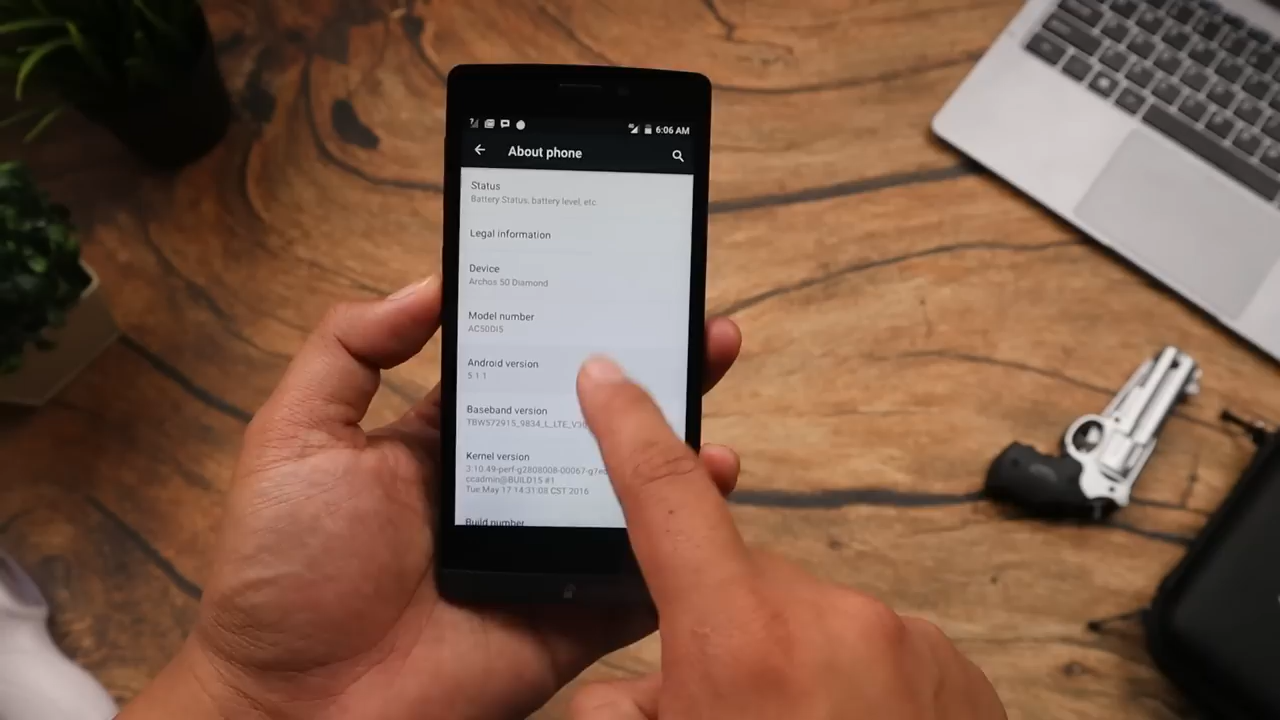 6:06 AM
About phone
Status
Battery Status, battery level, etc
Legal information
Device
Archos 50 Diamond
Model number
AC50DI5
Android version
5.1.1
Baseband version
TBW572915_9834_L_LTE_V
Kernel version
3.10.49-perf-g2808008-00067-g7e
ccadmin@BUILD15 #1
Tue May 17 14:31:08 CST 2016
Build number